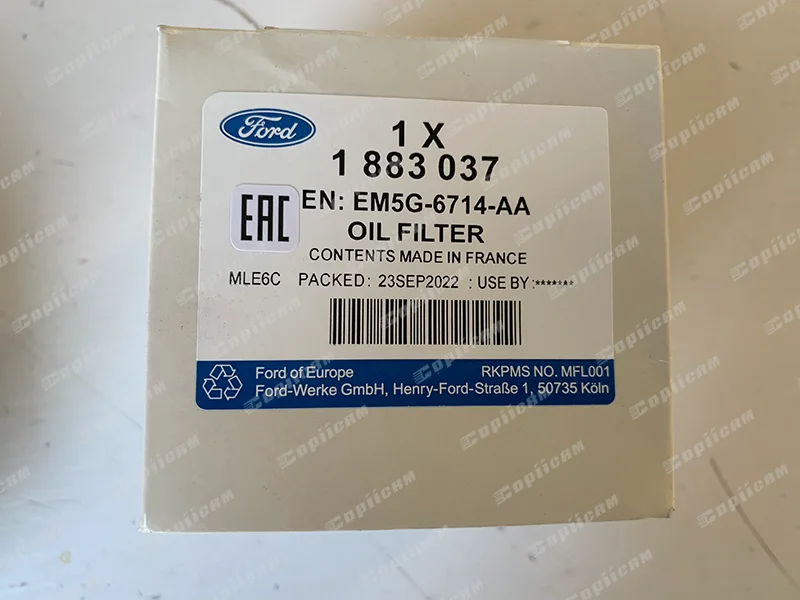 Ford
1 X
1 883 037
EAC
EN: EM5G-6714-AA
OIL FILTER
CONTENTS MADE IN FRANCE
MLE6C PACKED: 23SEP2022 : USE BY :*******
Ford of Europe RKPMS NO. MFL001
Ford-Werke GmbH, Henry-Ford-Straße 1, 50735 Köln
Copiicam